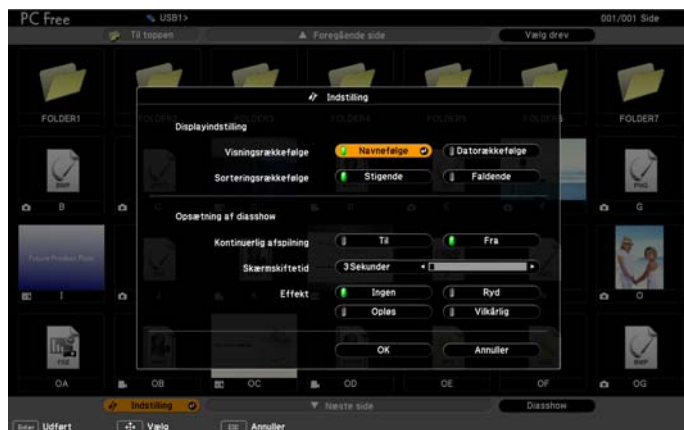 PC Free USB1> 001/001 Side
Til toppen Foregående side Vælg drev
Indstilling
FOLDER1 FOLDER7
Displayindstilling
Visningsrækkefølge Navnefølge Datorækkefølge
Sorteringsrækkefølge Stigende Faldende
B G
Opsætning af diasshow
Kontinuerlig afspilning Til Fra
Skærmskiftetid 3Sekunder
Effekt Ingen Ryd
I O
Opløs Vilkårlig
OK Annuller
OA OB OC OD OE OF OG
Indstilling Næste side Diasshow
Enter Udført Vælg ESC Annuller